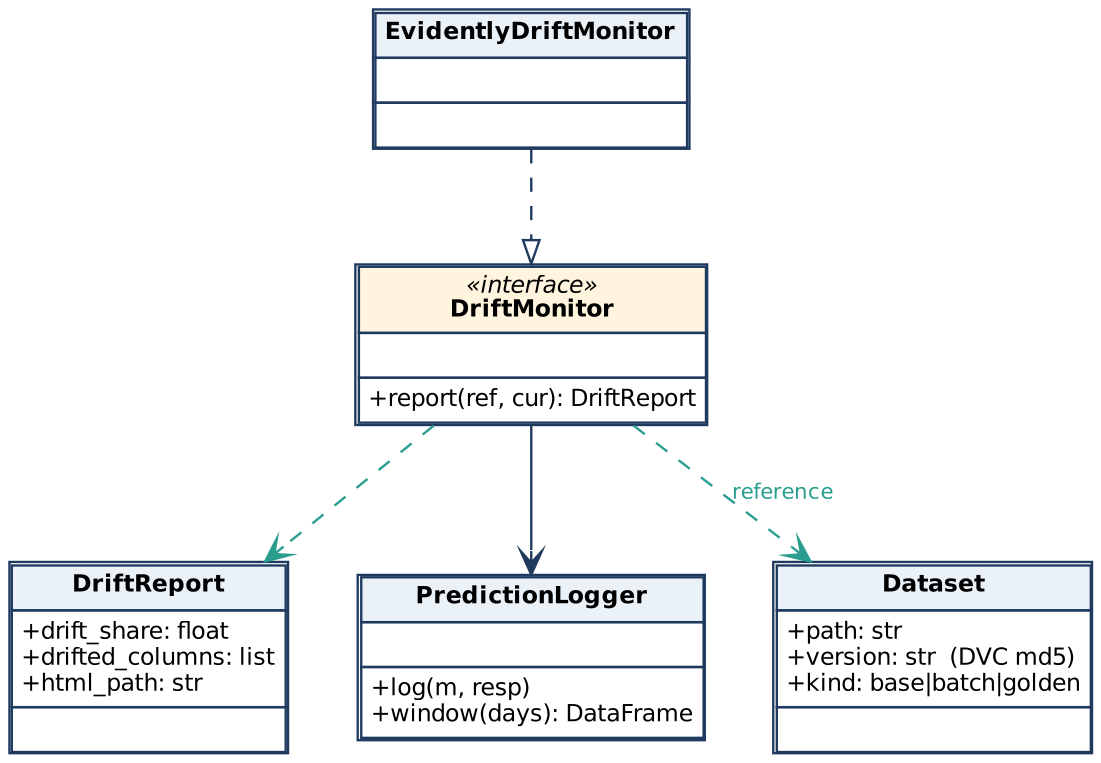 EvidentlyDriftMonitor
«interface»
DriftMonitor
+report(ref, cur): DriftReport
reference
DriftReport
+drift_share: float
+drifted_columns: list
+html_path: str
PredictionLogger
+log(m, resp)
+window(days): DataFrame
Dataset
+path: str
+version: str  (DVC md5)
+kind: base|batch|golden